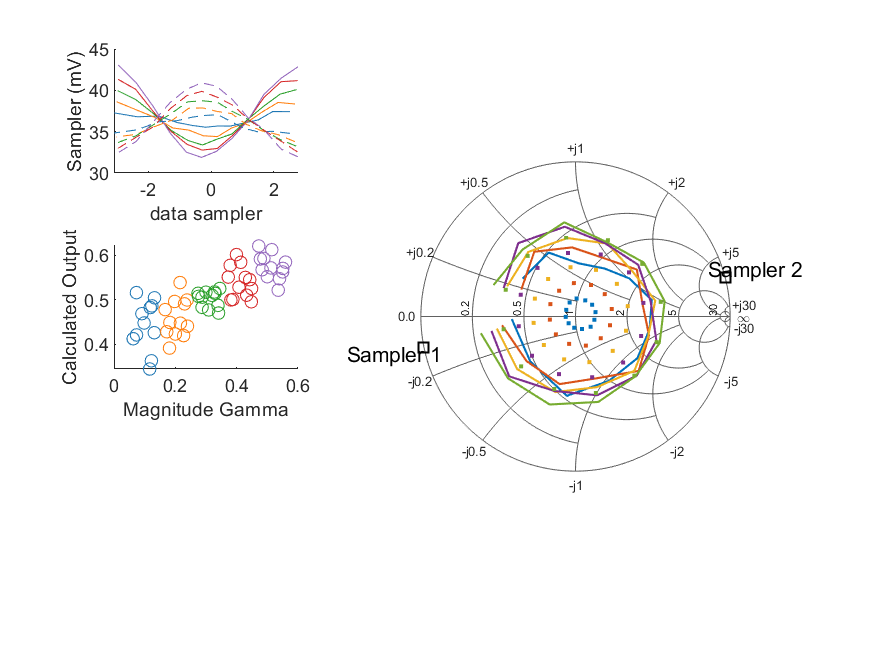 45
40
35
30
Sampler (mV)
-2 0 2
data sampler
0.6
0.5
0.4
Calculated Output
0 0.2 0.4 0.6
Magnitude Gamma
+j1
+j0.5 +j2
+j0.2 +j5
Sampler 2
0.0 0.2 0.5 1 2 5 30 +j30
∞
-j30
Sampler 1
-j0.2 -j5
-j0.5 -j2
-j1